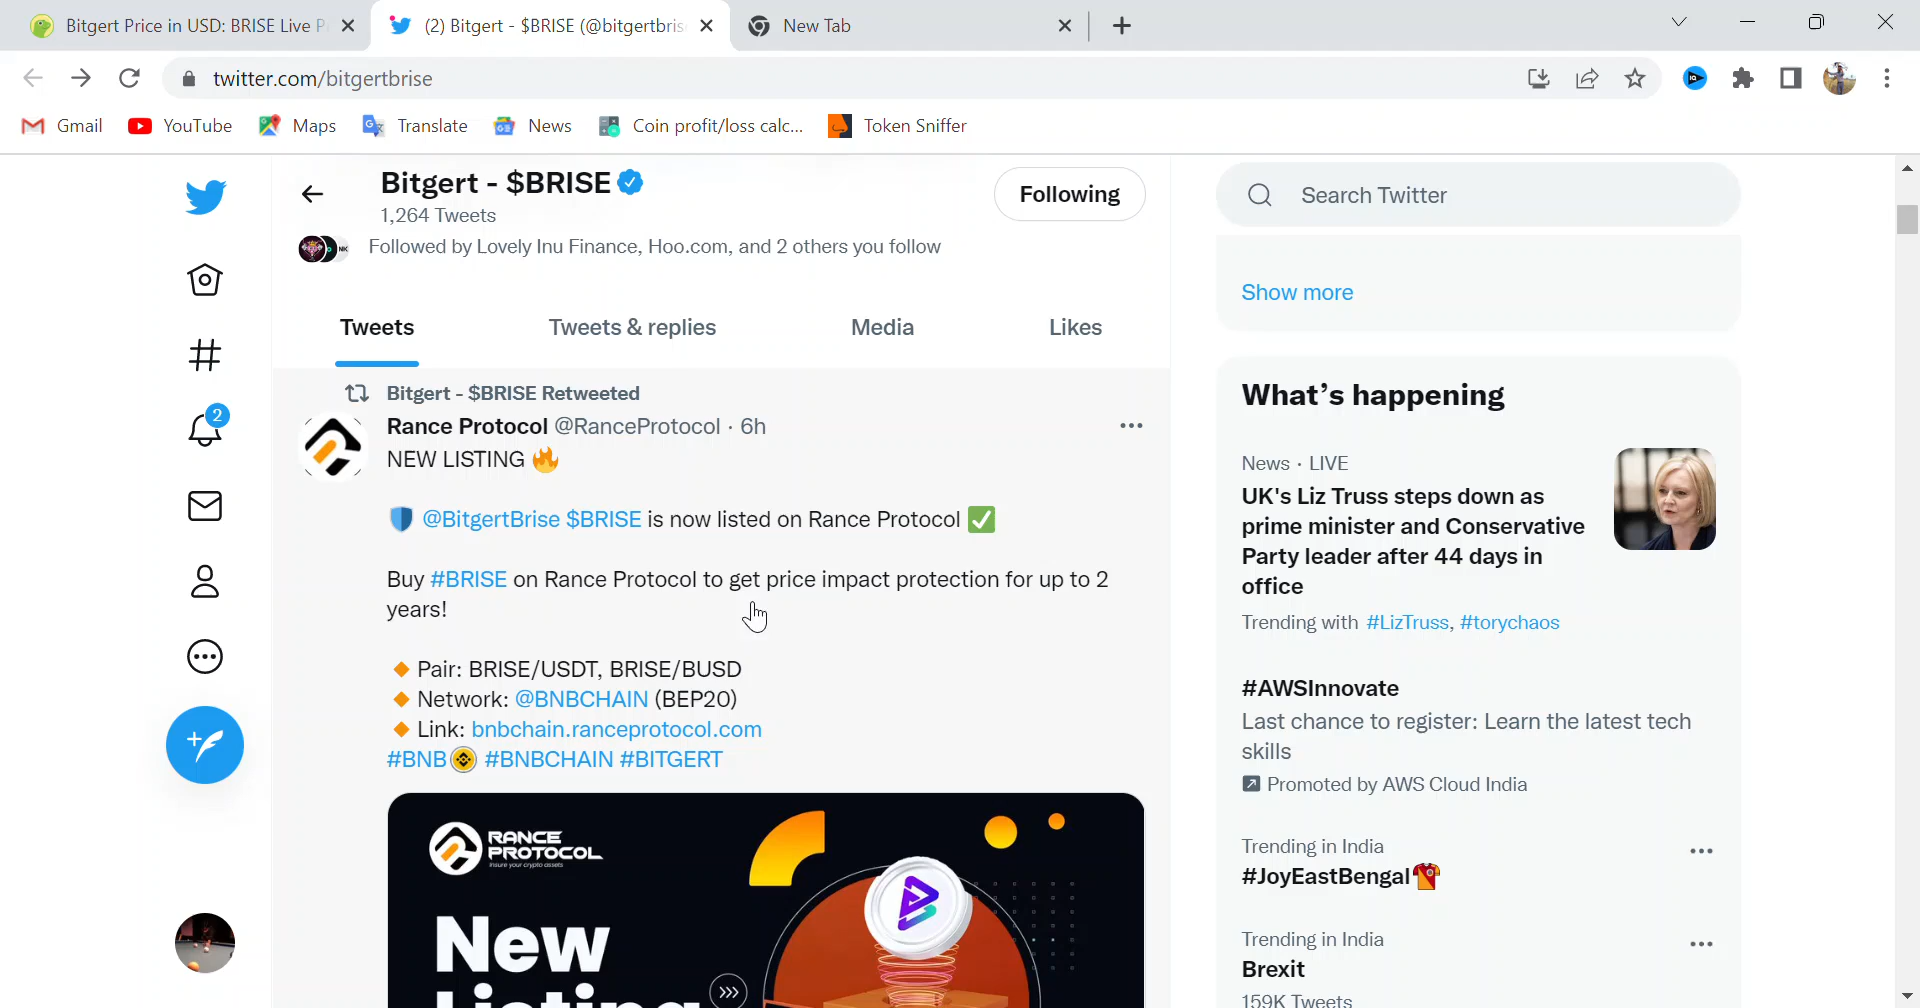 Bitgert Price in USD: BRISE Live P
(2) Bitgert - $BRISE (@bitgertbris
New Tab
twitter.com/bitgertbrise
Gmail
YouTube
Maps
Translate
News
Coin profit/loss calc...
Token Sniffer
Bitgert - $BRISE
1,264 Tweets
Following
Followed by Lovely Inu Finance, Hoo.com, and 2 others you follow
Tweets
Tweets & replies
Media
Likes
Bitgert - $BRISE Retweeted
Rance Protocol @RanceProtocol · 6h
NEW LISTING 🔥
🛡️ @BitgertBrise $BRISE is now listed on Rance Protocol ✅
Buy #BRISE on Rance Protocol to get price impact protection for up to 2
years!
🔸 Pair: BRISE/USDT, BRISE/BUSD
🔸 Network: @BNBCHAIN (BEP20)
🔸 Link: bnbchain.ranceprotocol.com
#BNB #BNBCHAIN #BITGERT
RANCE
PROTOCOL
insure your crypto assets
New
Listing
2
Search Twitter
Show more
What's happening
News · LIVE
UK's Liz Truss steps down as
prime minister and Conservative
Party leader after 44 days in
office
Trending with #LizTruss, #torychaos
#AWSInnovate
Last chance to register: Learn the latest tech
skills
Promoted by AWS Cloud India
Trending in India
#JoyEastBengal
Trending in India
Brexit
159K Tweets